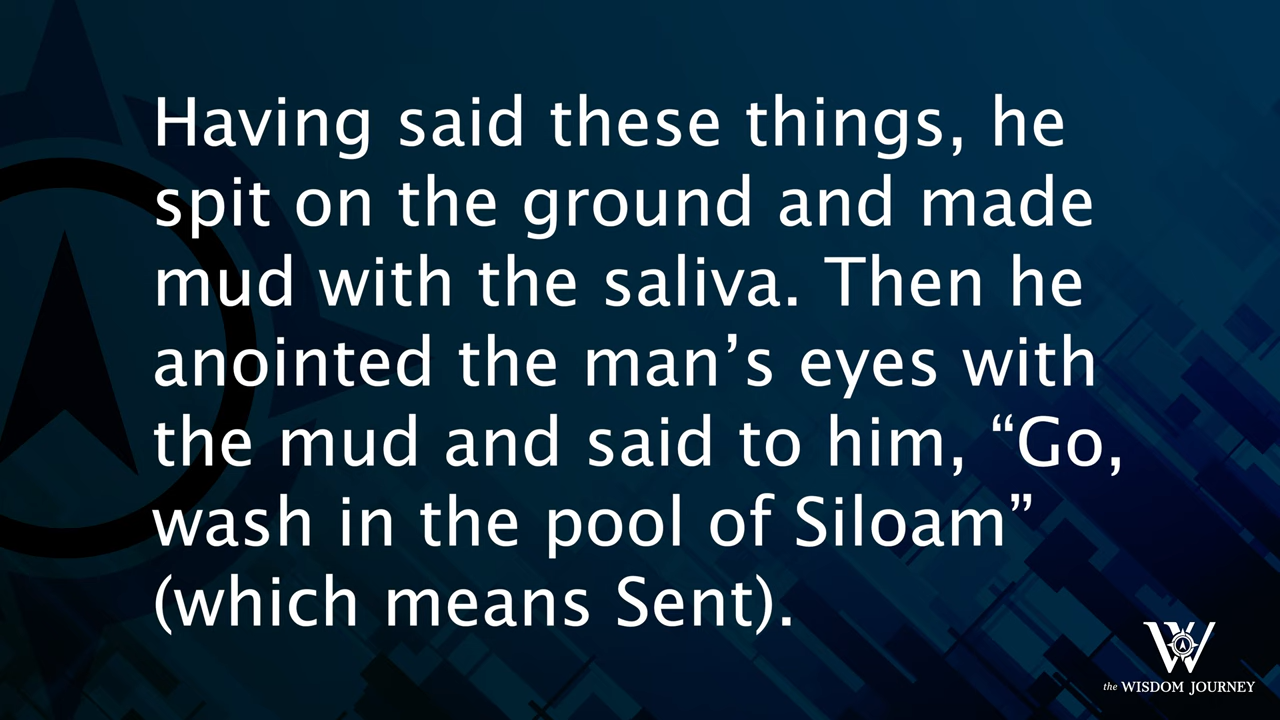 Having said these things, he
spit on the ground and made
mud with the saliva. Then he
anointed the man’s eyes with
the mud and said to him, “Go,
wash in the pool of Siloam”
(which means Sent).
W
the WISDOM JOURNEY